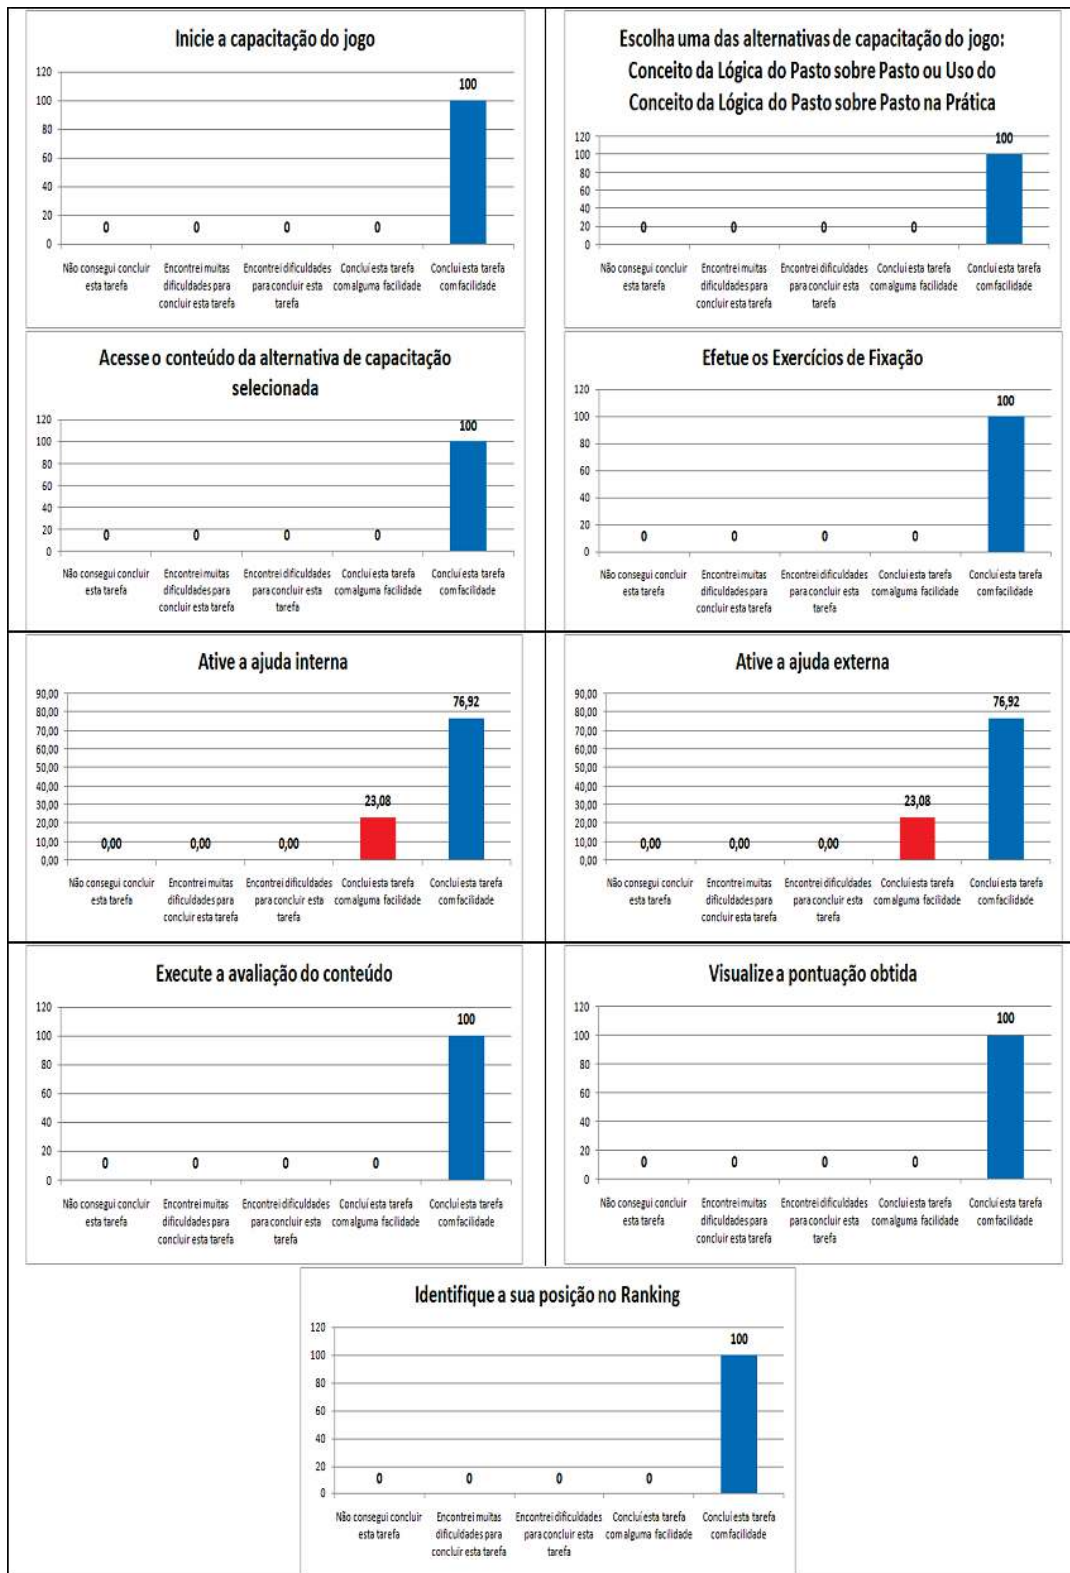 Inicie a capacitação do jogo
120
100
80
60
40
20
0
0
0
0
0
100
Não consegui concluir
esta tarefa
Encontrei muitas
dificuldades para
concluir esta tarefa
Encontrei dificuldades
para concluir esta
tarefa
Concluí esta tarefa
com alguma facilidade
Concluí esta tarefa
com facilidade
Escolha uma das alternativas de capacitação do jogo:
Conceito da Lógica do Pasto sobre Pasto ou Uso do
Conceito da Lógica do Pasto sobre Pasto na Prática
120
100
80
60
40
20
0
0
0
0
0
100
Não consegui concluir
esta tarefa
Encontrei muitas
dificuldades para
concluir esta tarefa
Encontrei dificuldades
para concluir esta
tarefa
Concluí esta tarefa
com alguma facilidade
Concluí esta tarefa
com facilidade
Acesse o conteúdo da alternativa de capacitação
selecionada
120
100
80
60
40
20
0
0
0
0
0
100
Não consegui concluir
esta tarefa
Encontrei muitas
dificuldades para
concluir esta tarefa
Encontrei dificuldades
para concluir esta
tarefa
Concluí esta tarefa
com alguma facilidade
Concluí esta tarefa
com facilidade
Efetue os Exercícios de Fixação
120
100
80
60
40
20
0
0
0
0
0
100
Não consegui concluir
esta tarefa
Encontrei muitas
dificuldades para
concluir esta tarefa
Encontrei dificuldades
para concluir esta
tarefa
Concluí esta tarefa
com alguma facilidade
Concluí esta tarefa
com facilidade
Ative a ajuda interna
90,00
80,00
70,00
60,00
50,00
40,00
30,00
20,00
10,00
0,00
0,00
0,00
0,00
23,08
76,92
Não consegui concluir
esta tarefa
Encontrei muitas
dificuldades para
concluir esta tarefa
Encontrei dificuldades
para concluir esta
tarefa
Concluí esta tarefa
com alguma facilidade
Concluí esta tarefa
com facilidade
Ative a ajuda externa
90,00
80,00
70,00
60,00
50,00
40,00
30,00
20,00
10,00
0,00
0,00
0,00
0,00
23,08
76,92
Não consegui concluir
esta tarefa
Encontrei muitas
dificuldades para
concluir esta tarefa
Encontrei dificuldades
para concluir esta
tarefa
Concluí esta tarefa
com alguma facilidade
Concluí esta tarefa
com facilidade
Execute a avaliação do conteúdo
120
100
80
60
40
20
0
0
0
0
0
100
Não consegui concluir
esta tarefa
Encontrei muitas
dificuldades para
concluir esta tarefa
Encontrei dificuldades
para concluir esta
tarefa
Concluí esta tarefa
com alguma facilidade
Concluí esta tarefa
com facilidade
Visualize a pontuação obtida
120
100
80
60
40
20
0
0
0
0
0
100
Não consegui concluir
esta tarefa
Encontrei muitas
dificuldades para
concluir esta tarefa
Encontrei dificuldades
para concluir esta
tarefa
Concluí esta tarefa
com alguma facilidade
Concluí esta tarefa
com facilidade
Identifique a sua posição no Ranking
120
100
80
60
40
20
0
0
0
0
0
100
Não consegui concluir
esta tarefa
Encontrei muitas
dificuldades para
concluir esta tarefa
Encontrei dificuldades
para concluir esta
tarefa
Concluí esta tarefa
com alguma facilidade
Concluí esta tarefa
com facilidade